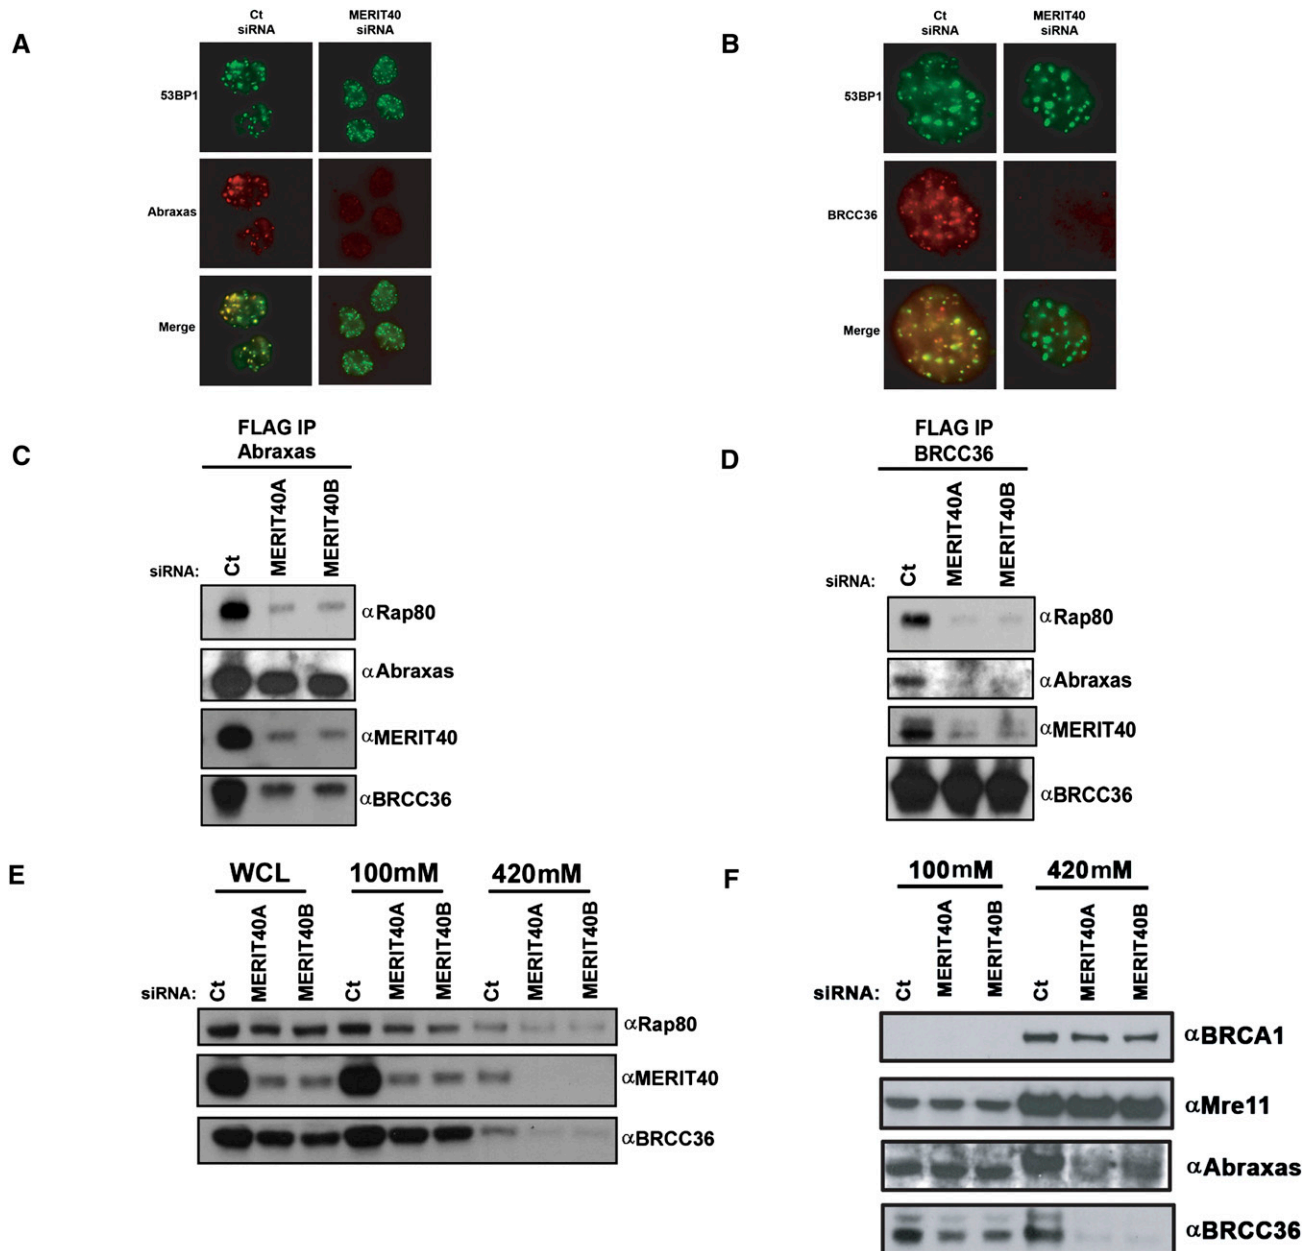 A
Ct
siRNA
MERIT40
siRNA
53BP1
Abraxas
Merge
B
Ct
siRNA
MERIT40
siRNA
53BP1
BRCC36
Merge
C
FLAG IP
Abraxas
siRNA:
Ct
MERIT40A
MERIT40B
αRap80
αAbraxas
αMERIT40
αBRCC36
D
FLAG IP
BRCC36
siRNA:
Ct
MERIT40A
MERIT40B
αRap80
αAbraxas
αMERIT40
αBRCC36
E
WCL
100mM
420mM
siRNA:
Ct
MERIT40A
MERIT40B
Ct
MERIT40A
MERIT40B
Ct
MERIT40A
MERIT40B
αRap80
αMERIT40
αBRCC36
F
100mM
420mM
siRNA:
Ct
MERIT40A
MERIT40B
Ct
MERIT40A
MERIT40B
αBRCA1
αMre11
αAbraxas
αBRCC36